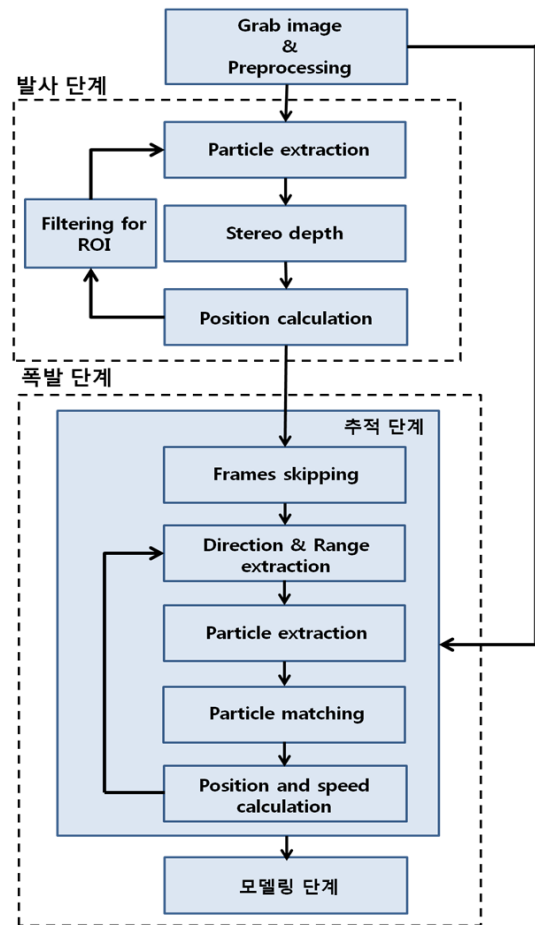 Grab image
&
Preprocessing
발사 단계
Particle extraction
Filtering for
ROI
Stereo depth
Position calculation
폭발 단계
추적 단계
Frames skipping
Direction & Range
extraction
Particle extraction
Particle matching
Position and speed
calculation
모델링 단계